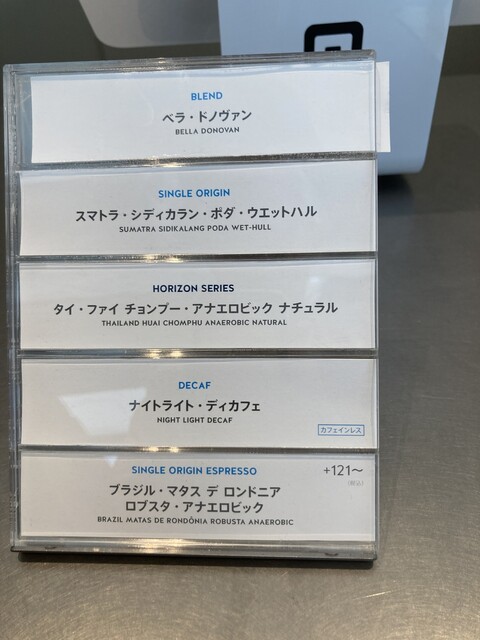 BLEND
ベラ・ドノヴァン
BELLA DONOVAN
SINGLE ORIGIN
スマトラ・シディカラン・ポダ・ウエットハル
SUMATRA SIDIKALANG PODA WET-HULL
HORIZON SERIES
タイ・ファイ チョンプー・アナエロビック ナチュラル
THAILAND HUAI CHOMPHU ANAEROBIC NATURAL
DECAF
ナイトライト・ディカフェ
NIGHT LIGHT DECAF
カフェインレス
SINGLE ORIGIN ESPRESSO
+121〜
(税込)
ブラジル・マタス デ ロンドニア
ロブスタ・アナエロビック
BRAZIL MATAS DE RONDÔNIA ROBUSTA ANAEROBIC